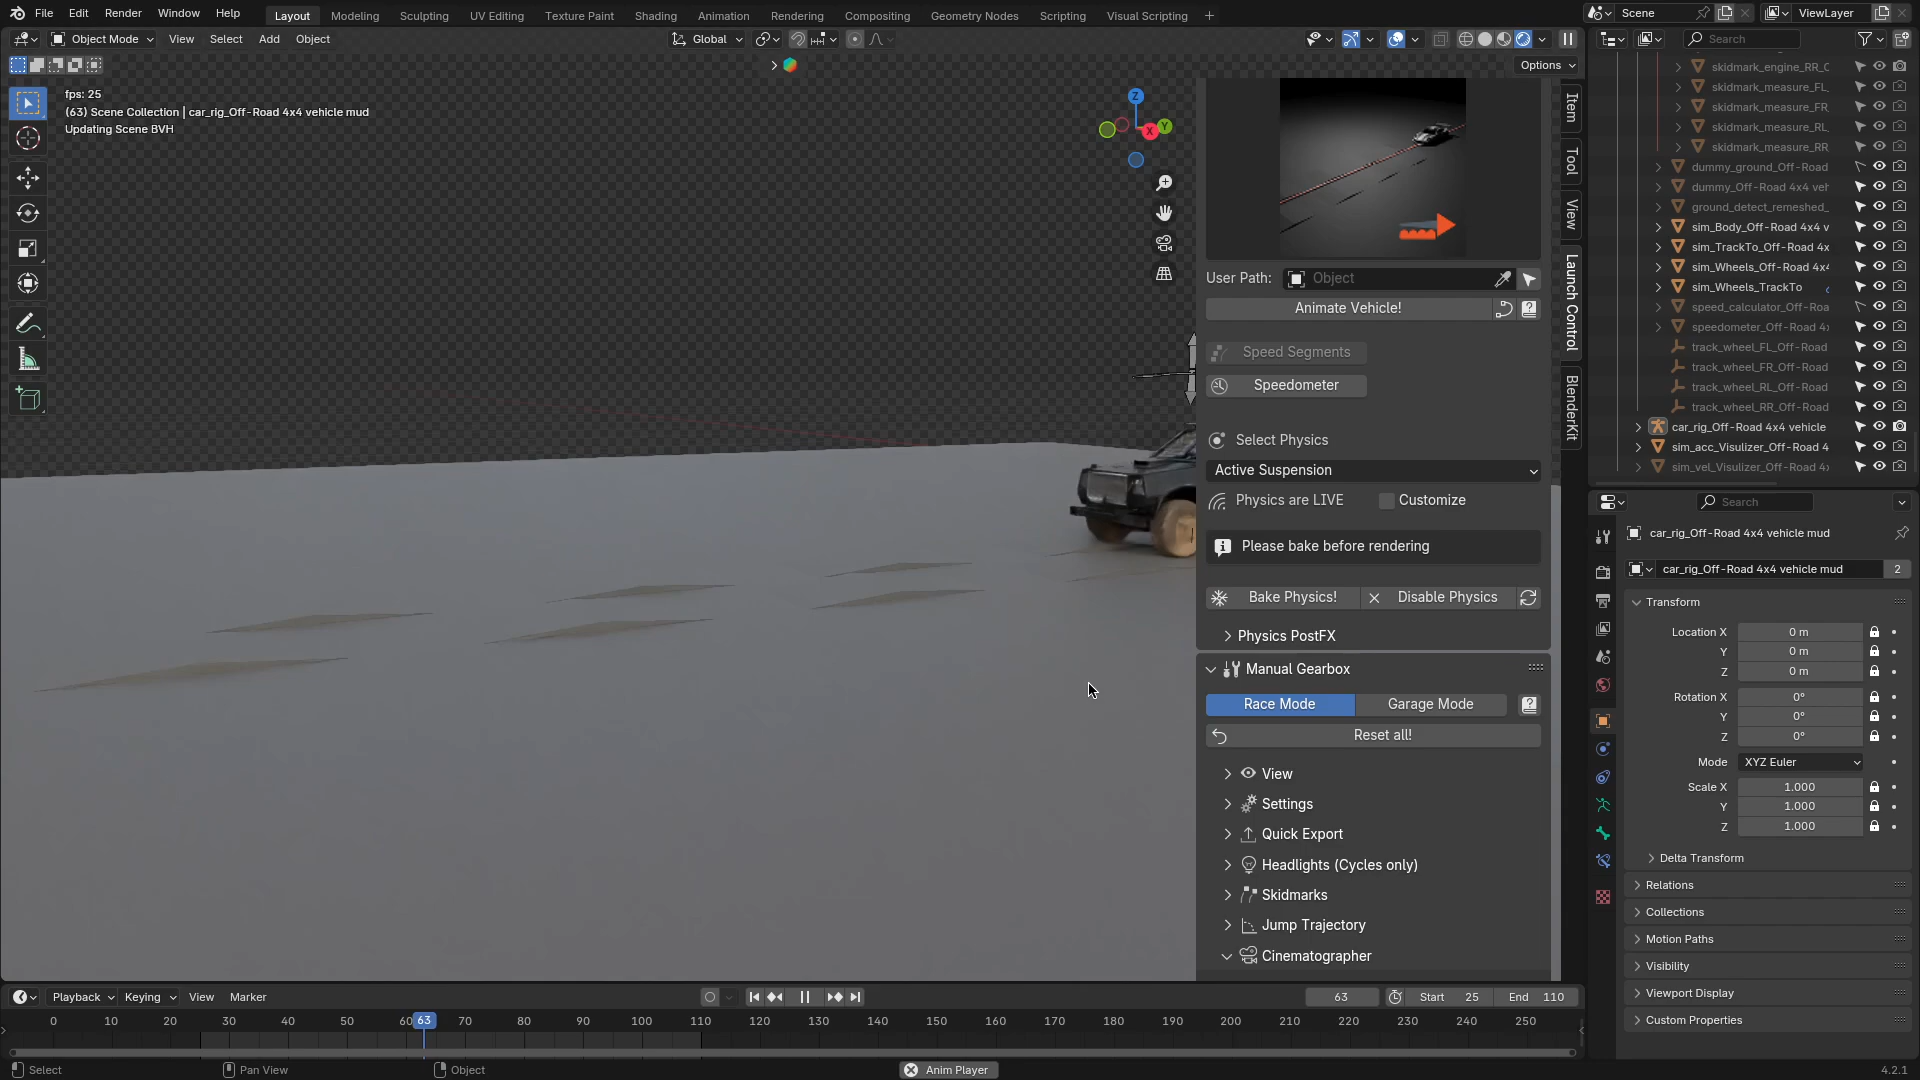 File Edit Render Window Help
Layout Modeling Sculpting UV Editing Texture Paint Shading Animation Rendering Compositing Geometry Nodes Scripting Visual Scripting +
Scene ViewLayer
Object Mode View Select Add Object
Global
Search
Options
fps: 25
(63) Scene Collection | car_rig_Off-Road 4x4 vehicle mud
Updating Scene BVH
Z
Y
X
Item
Tool
View
Launch Control
BlenderKit
User Path: Object
Animate Vehicle!
Speed Segments
Speedometer
Select Physics
Active Suspension
Physics are LIVE Customize
Please bake before rendering
Bake Physics! Disable Physics
Physics PostFX
Manual Gearbox
Race Mode Garage Mode
Reset all!
View
Settings
Quick Export
Headlights (Cycles only)
Skidmarks
Jump Trajectory
Cinematographer
skidmark_engine_RR_C
skidmark_measure_FL_
skidmark_measure_FR_
skidmark_measure_RL_
skidmark_measure_RR_
dummy_ground_Off-Road
dummy_Off-Road 4x4 veh
ground_detect_remeshed_
sim_Body_Off-Road 4x4 v
sim_TrackTo_Off-Road 4x
sim_Wheels_Off-Road 4x4
sim_Wheels_TrackTo
speed_calculator_Off-Roa
speedometer_Off-Road 4x
track_wheel_FL_Off-Road
track_wheel_FR_Off-Road
track_wheel_RL_Off-Road
track_wheel_RR_Off-Road
car_rig_Off-Road 4x4 vehicle
sim_acc_Visulizer_Off-Road 4
sim_vel_Visulizer_Off-Road 4x
Search
car_rig_Off-Road 4x4 vehicle mud
car_rig_Off-Road 4x4 vehicle mud 2
Transform
Location X 0 m
Y 0 m
Z 0 m
Rotation X 0°
Y 0°
Z 0°
Mode XYZ Euler
Scale X 1.000
Y 1.000
Z 1.000
Delta Transform
Relations
Collections
Motion Paths
Visibility
Viewport Display
Custom Properties
Playback Keying View Marker
63 Start 25 End 110
0 10 20 30 40 50 60 63 70 80 90 100 110 120 130 140 150 160 170 180 190 200 210 220 230 240 250
Select Pan View Object Anim Player 4.2.1